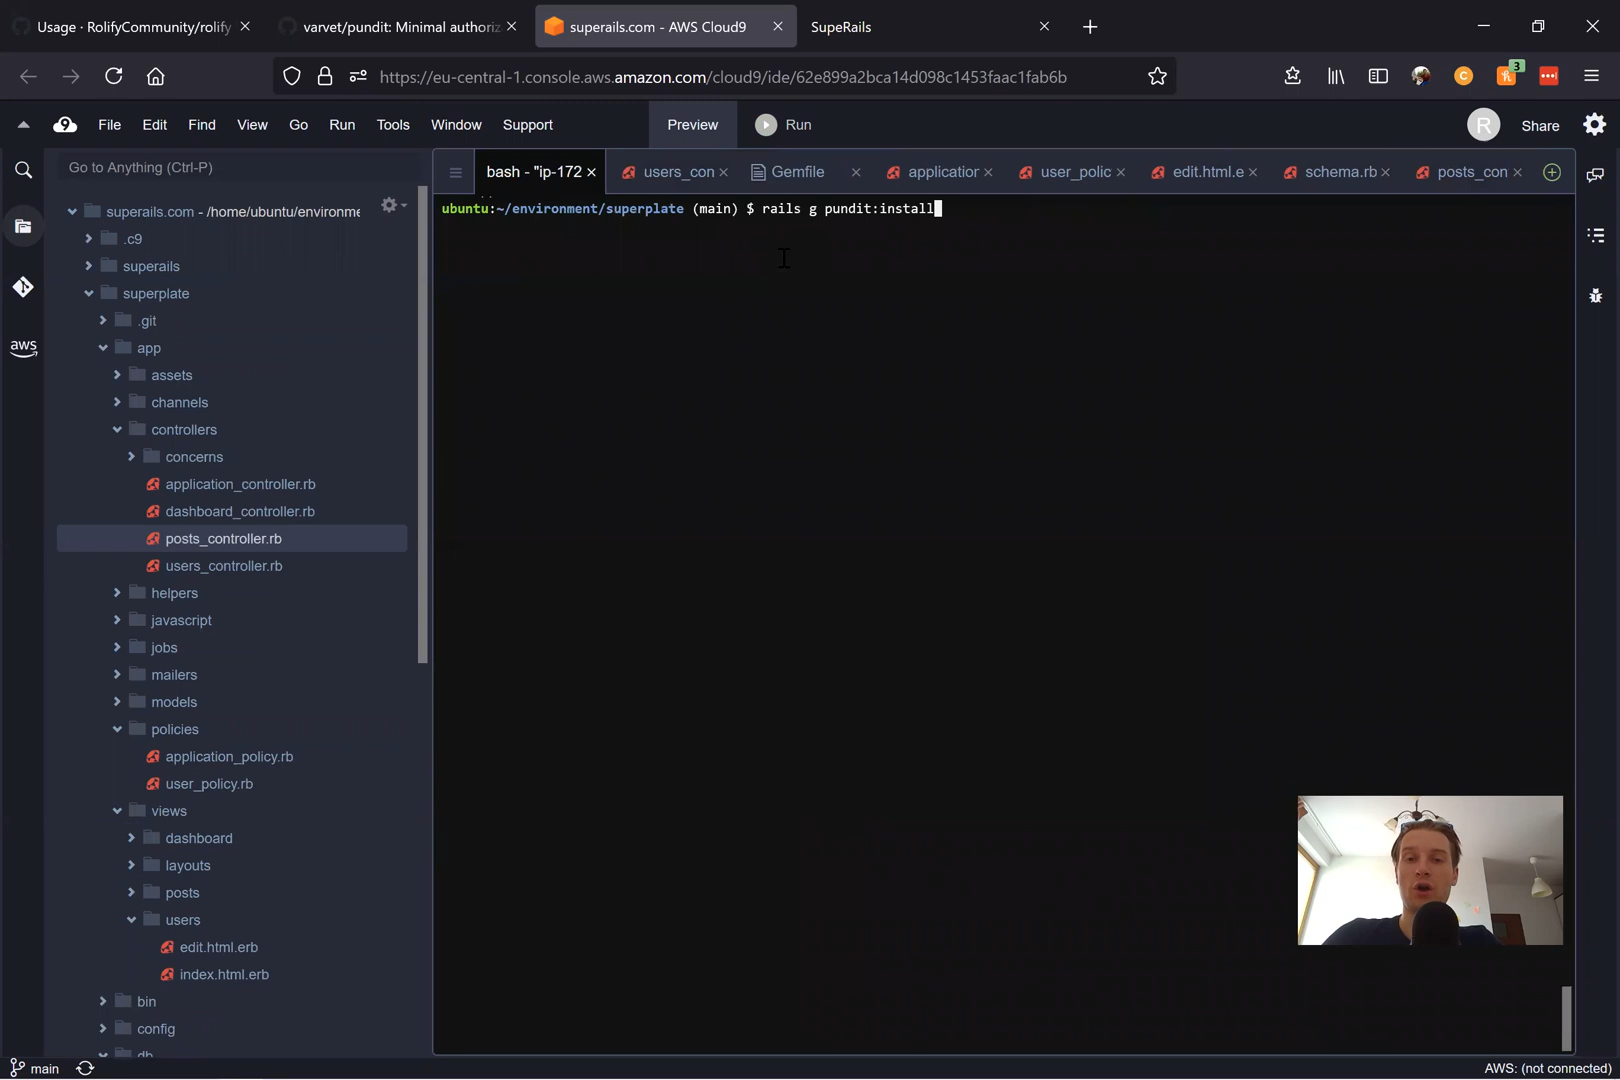 Usage · RolifyCommunity/rolify
varvet/pundit: Minimal authoriz
superails.com - AWS Cloud9
SupeRails
https://eu-central-1.console.aws.amazon.com/cloud9/ide/62e899a2bca14d098c1453faac1fab6b
C
3
9
File Edit Find View Go Run Tools Window Support
Preview
Run
R
Share
Go to Anything (Ctrl-P)
bash - "ip-172
users_con
Gemfile
application
user_polic
edit.html.e
schema.rb
posts_con
superails.com - /home/ubuntu/environme
ubuntu:~/environment/superplate (main) $ rails g pundit:install
.c9
superails
superplate
.git
aws
app
assets
channels
controllers
concerns
application_controller.rb
dashboard_controller.rb
posts_controller.rb
users_controller.rb
helpers
javascript
jobs
mailers
models
policies
application_policy.rb
user_policy.rb
views
dashboard
layouts
posts
users
edit.html.erb
index.html.erb
bin
config
db
main
AWS: (not connected)